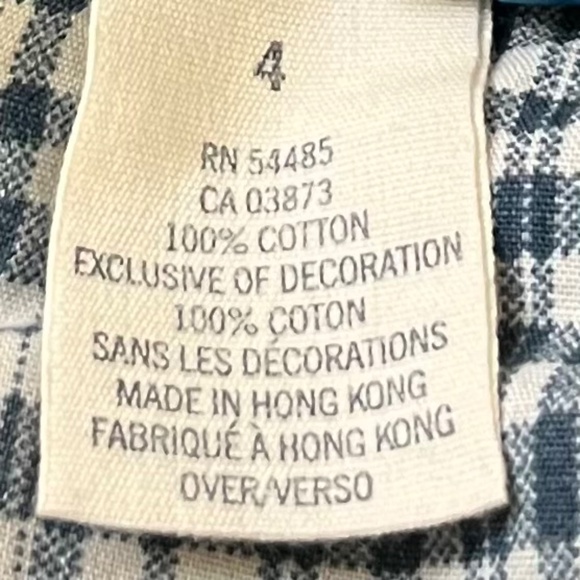 4
RN 54485
CA 03873
100% COTTON
EXCLUSIVE OF DECORATION
100% COTON
SANS LES DÉCORATIONS
MADE IN HONG KONG
FABRIQUÉ À HONG KONG
OVER/VERSO